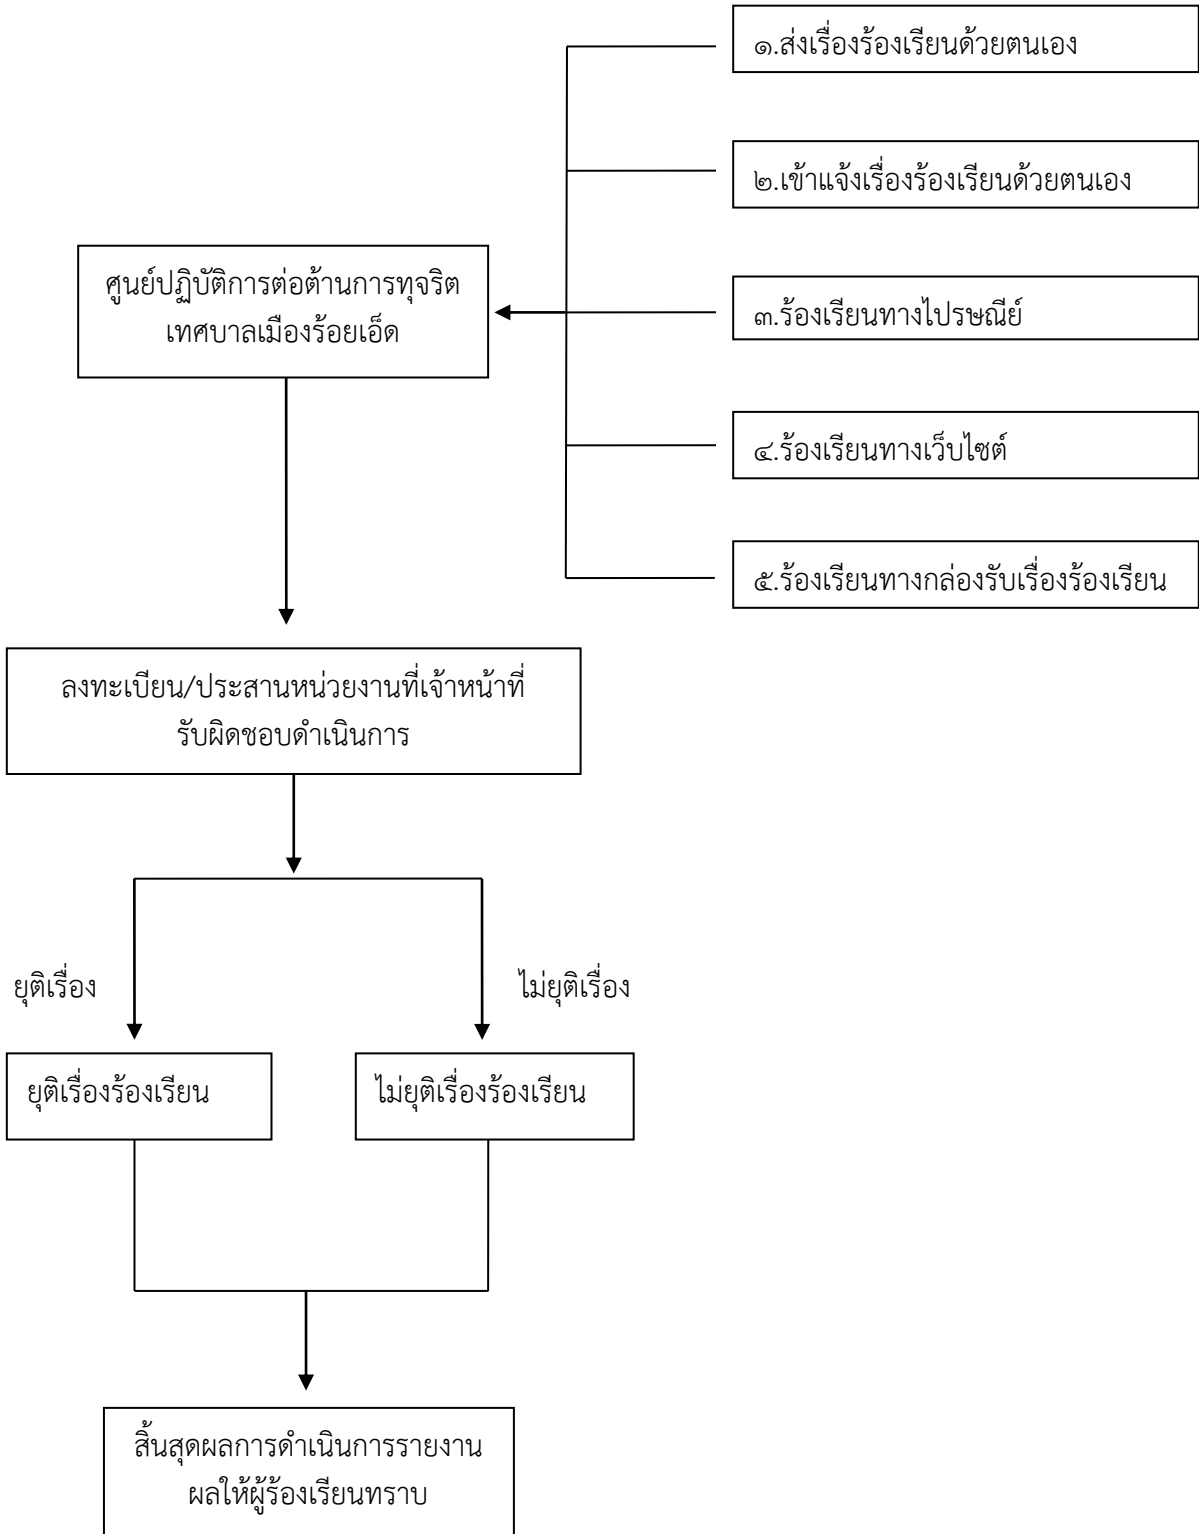 ๑.ส่งเรื่องร้องเรียนด้วยตนเอง
๒.เข้าแจ้งเรื่องร้องเรียนด้วยตนเอง
ศูนย์ปฏิบัติการต่อต้านการทุจริต
เทศบาลเมืองร้อยเอ็ด
๓.ร้องเรียนทางไปรษณีย์
๔.ร้องเรียนทางเว็บไซต์
๕.ร้องเรียนทางกล่องรับเรื่องร้องเรียน
ลงทะเบียน/ประสานหน่วยงานที่เจ้าหน้าที่
รับผิดชอบดำเนินการ
ยุติเรื่อง
ไม่ยุติเรื่อง
ยุติเรื่องร้องเรียน
ไม่ยุติเรื่องร้องเรียน
สิ้นสุดผลการดำเนินการรายงาน
ผลให้ผู้ร้องเรียนทราบ